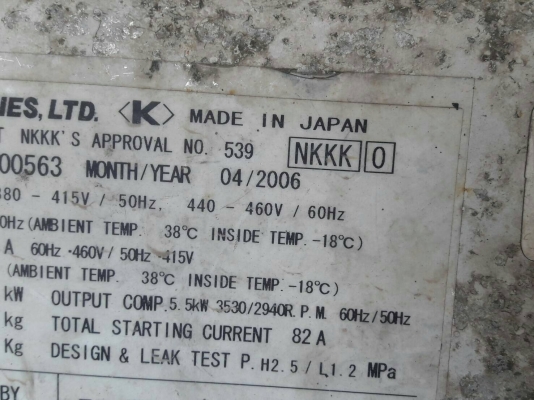 IES, LTD. <K> MADE IN JAPAN
T NKKK'S APPROVAL NO. 539 NKKK 0
00563 MONTH/YEAR 04/2006
380 - 415V / 50Hz, 440 - 460V / 60Hz
0Hz (AMBIENT TEMP. 38℃ INSIDE TEMP. -18℃)
A 60Hz ·460V / 50Hz ·415V
(AMBIENT TEMP. 38℃ INSIDE TEMP. -18℃)
kW OUTPUT COMP. 5.5kW 3530/2940R.P.M. 60Hz/50Hz
kg TOTAL STARTING CURRENT 82 A
Kg DESIGN & LEAK TEST P. H2.5 / L1.2 MPa
BY